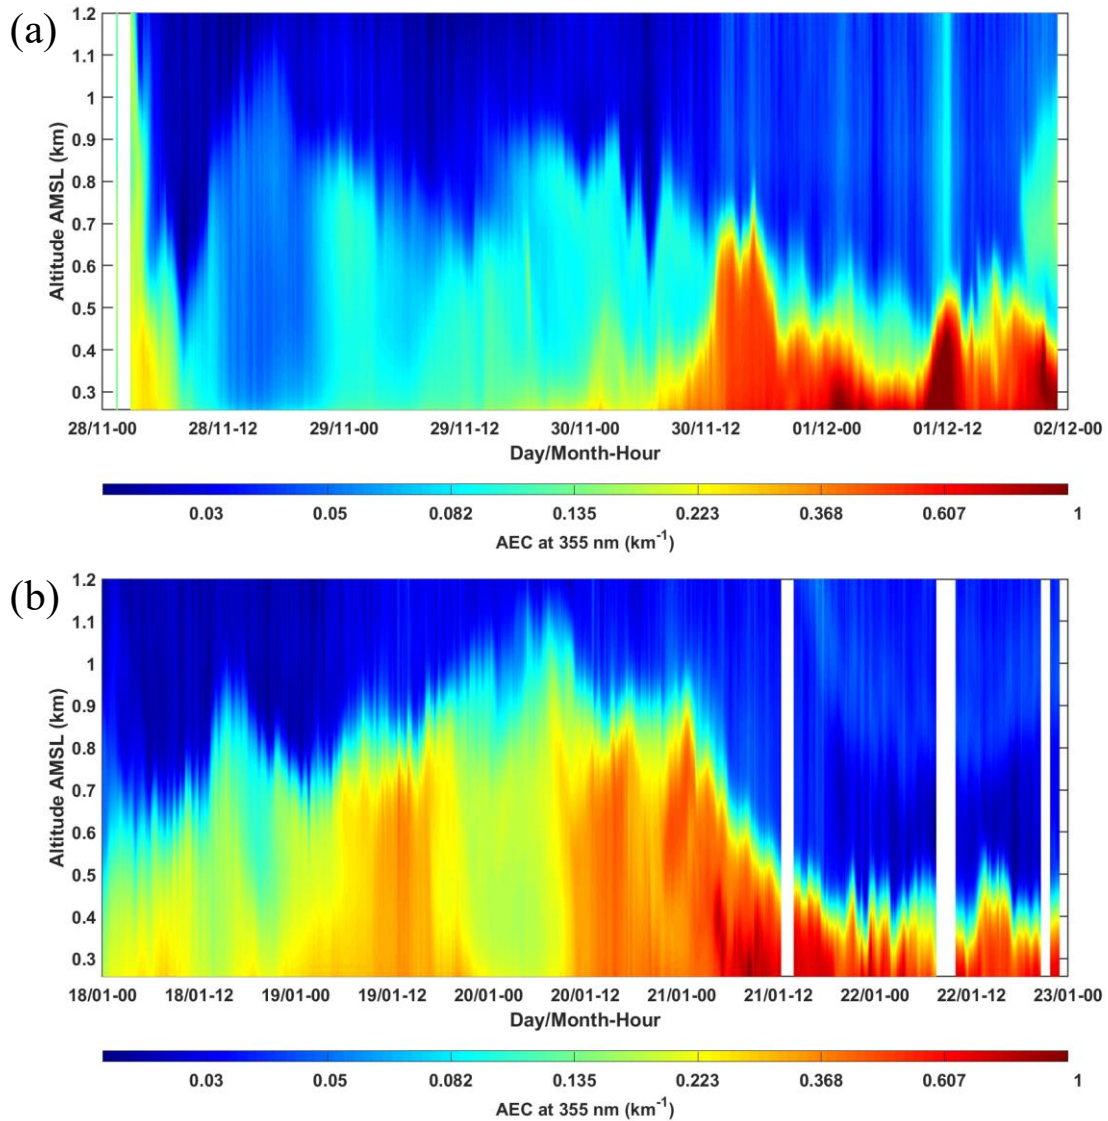 (a)
Altitude AMSL (km)
1.2
1.1
1
0.9
0.8
0.7
0.6
0.5
0.4
0.3
28/11-00 28/11-12 29/11-00 29/11-12 30/11-00 30/11-12 01/12-00 01/12-12 02/12-00
Day/Month-Hour
0.03 0.05 0.082 0.135 0.223 0.368 0.607 1
AEC at 355 nm (km⁻¹)
(b)
Altitude AMSL (km)
1.2
1.1
1
0.9
0.8
0.7
0.6
0.5
0.4
0.3
18/01-00 18/01-12 19/01-00 19/01-12 20/01-00 20/01-12 21/01-00 21/01-12 22/01-00 22/01-12 23/01-00
Day/Month-Hour
0.03 0.05 0.082 0.135 0.223 0.368 0.607 1
AEC at 355 nm (km⁻¹)